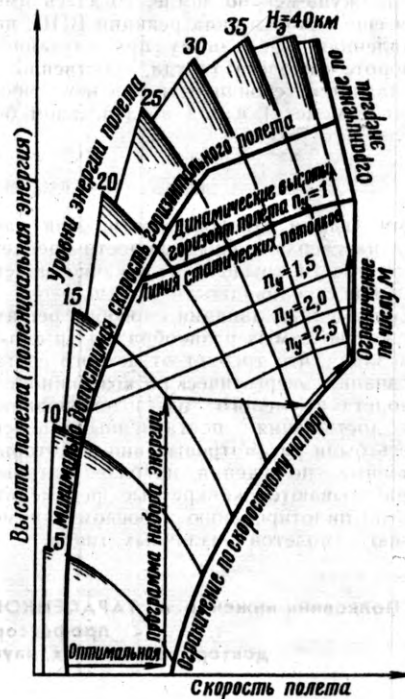 Высота полета (потенциальная энергия)
Уровни энергии полета
5
10
15
20
25
30
35
Hэ=40км
Ограничение по
энергии
Минимально допустимая скорость горизонтального полета
Динамические высоты
горизонт. полета nу=1
Линия статических потолков
nу=1,5
nу=2,0
nу=2,5
Ограничение
по числу М
Оптимальная программа набора энергии
Ограничение по скоростному напору
Скорость полета